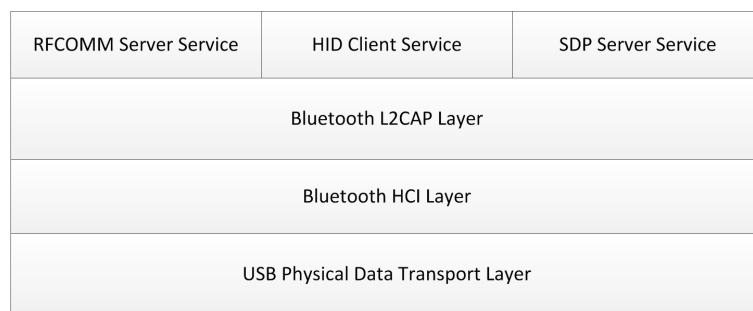 RFCOMM Server Service
HID Client Service
SDP Server Service
Bluetooth L2CAP Layer
Bluetooth HCI Layer
USB Physical Data Transport Layer